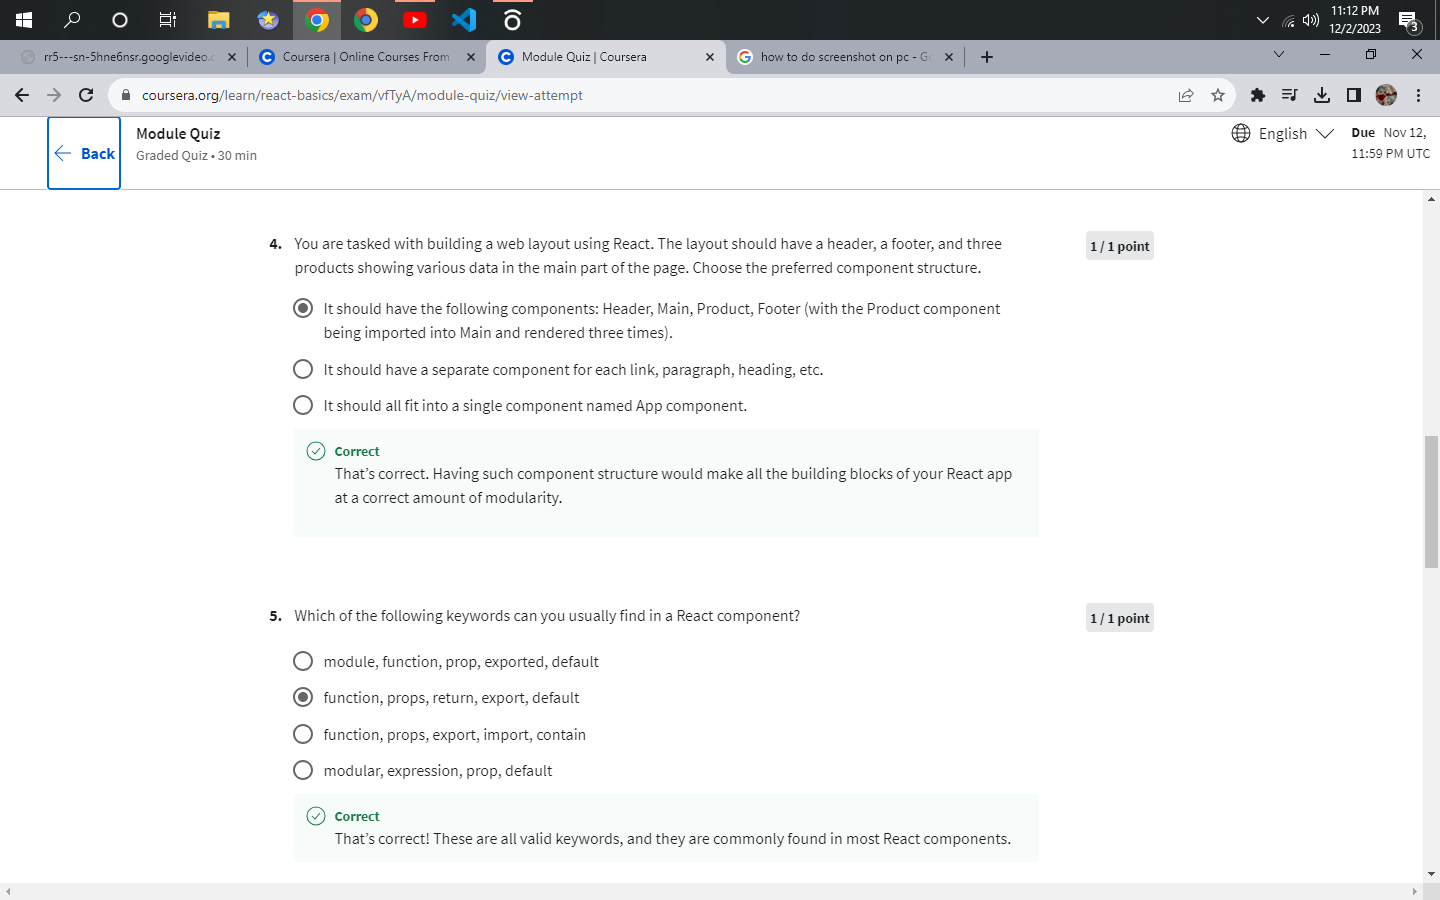 11:12 PM
12/2/2023
3
rr5---sn-5hne6nsr.googlevideo.c
Coursera | Online Courses From
Module Quiz | Coursera
how to do screenshot on pc - Go
coursera.org/learn/react-basics/exam/vfTyA/module-quiz/view-attempt
Back
Module Quiz
Graded Quiz • 30 min
English
Due Nov 12,
11:59 PM UTC
4. You are tasked with building a web layout using React. The layout should have a header, a footer, and three
products showing various data in the main part of the page. Choose the preferred component structure.
1 / 1 point
It should have the following components: Header, Main, Product, Footer (with the Product component
being imported into Main and rendered three times).
It should have a separate component for each link, paragraph, heading, etc.
It should all fit into a single component named App component.
Correct
That’s correct. Having such component structure would make all the building blocks of your React app
at a correct amount of modularity.
5. Which of the following keywords can you usually find in a React component?
1 / 1 point
module, function, prop, exported, default
function, props, return, export, default
function, props, export, import, contain
modular, expression, prop, default
Correct
That’s correct! These are all valid keywords, and they are commonly found in most React components.